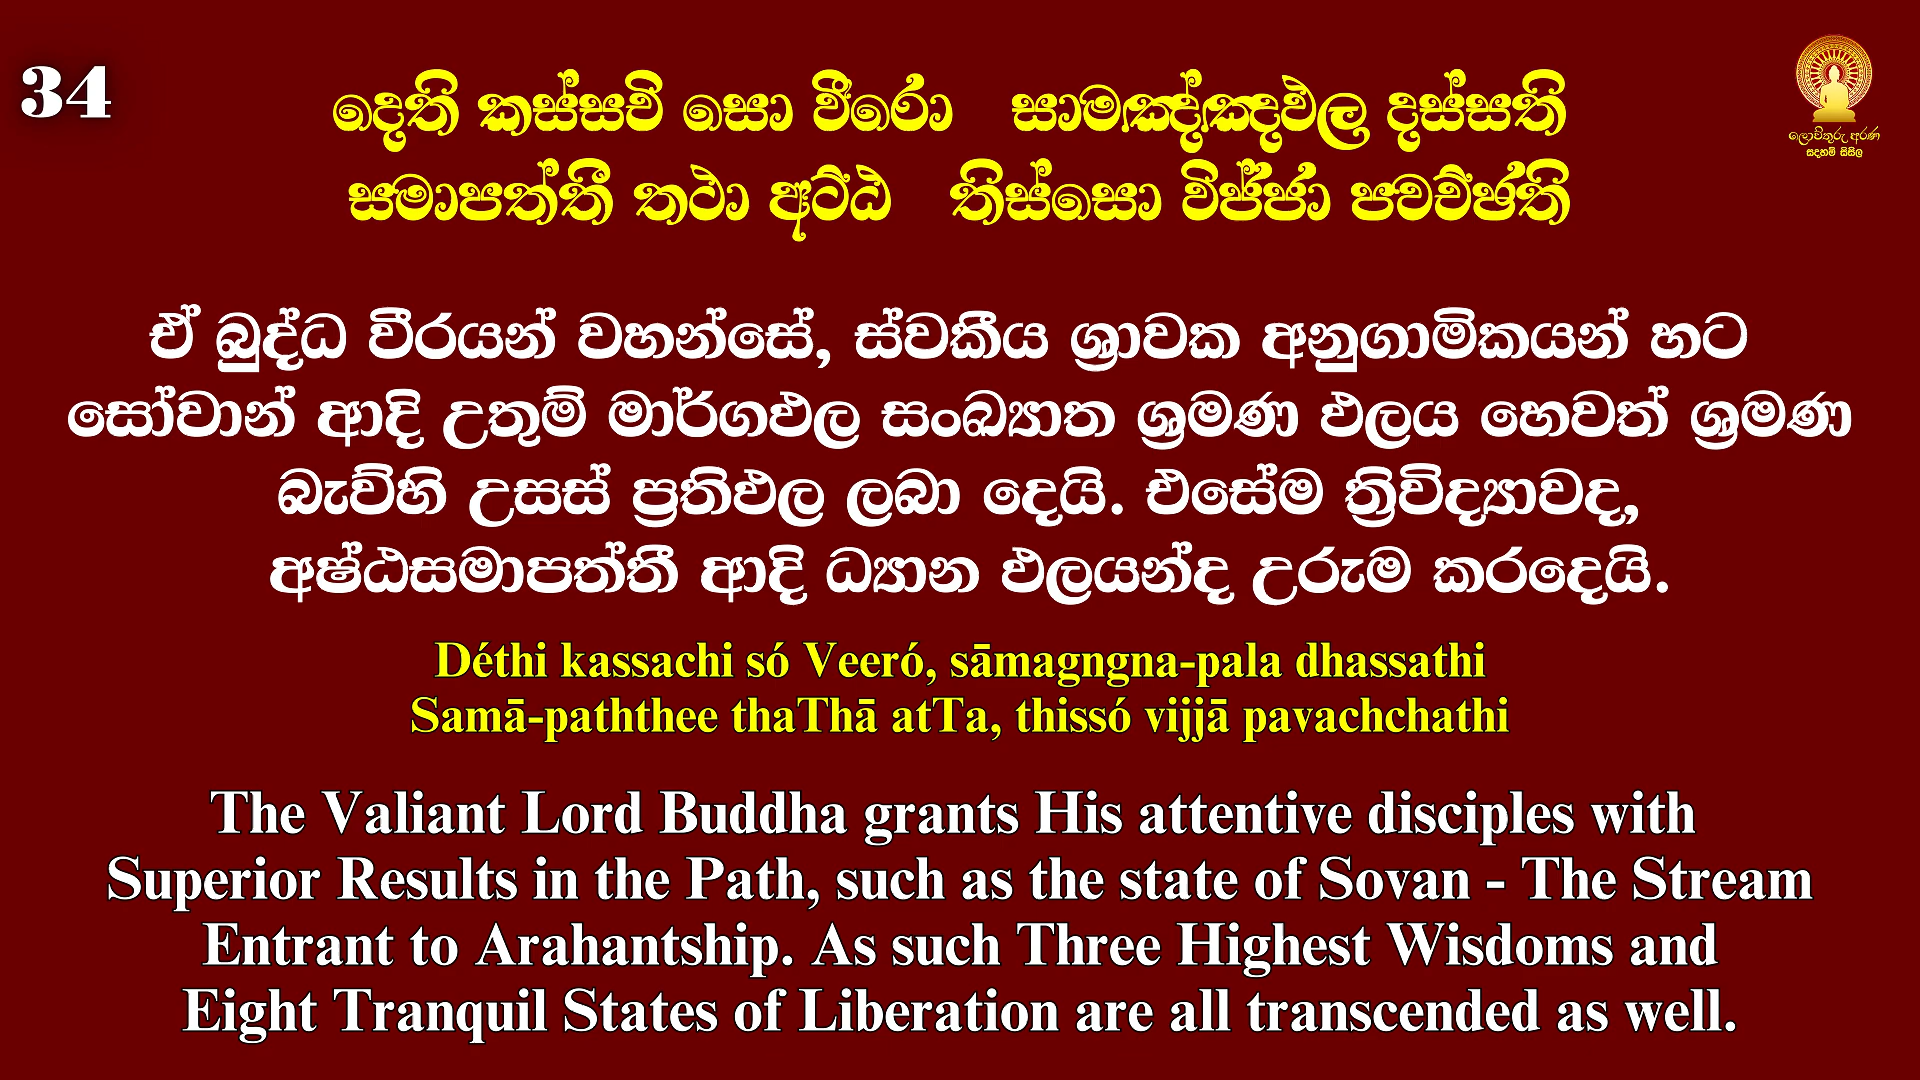 34
දෙති කස්සචි සො වීරො සාමඤ්ඤඵල දස්සති
සමාපත්තී තථා අට්ඨ තිස්සො විජ්ජා පවච්ඡති
ඒ බුද්ධ වීරයන් වහන්සේ, ස්වකීය ශ්‍රාවක අනුගාමිකයන් හට
සෝවාන් ආදි උතුම් මාර්ගඵල සංඛ්‍යාත ශ්‍රමණ ඵලය හෙවත් ශ්‍රමණ
බැව්හි උසස් ප්‍රතිඵල ලබා දෙයි. එසේම ත්‍රිවිද්‍යාවද,
අෂ්ඨසමාපත්තී ආදි ධ්‍යාන ඵලයන්ද උරුම කරදෙයි.
Déthi kassachi só Veeró, sāmagngna-pala dhassathi
Samā-paththee thaThā atTa, thissó vijjā pavachchathi
The Valiant Lord Buddha grants His attentive disciples with
Superior Results in the Path, such as the state of Sovan - The Stream
Entrant to Arahantship. As such Three Highest Wisdoms and
Eight Tranquil States of Liberation are all transcended as well.
ලොවිතුරු අරණ
සදහම් සිසිල